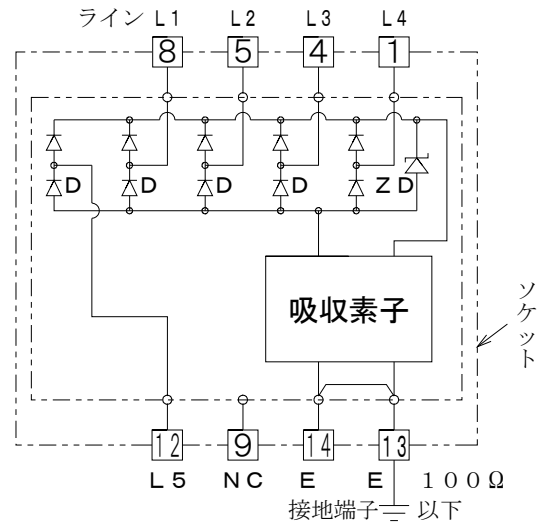 ライン L1 L2 L3 L4
8 5 4 1
D D D D ZD
吸収素子
ソケット
12 9 14 13
L5 NC E E 100Ω
接地端子 以下